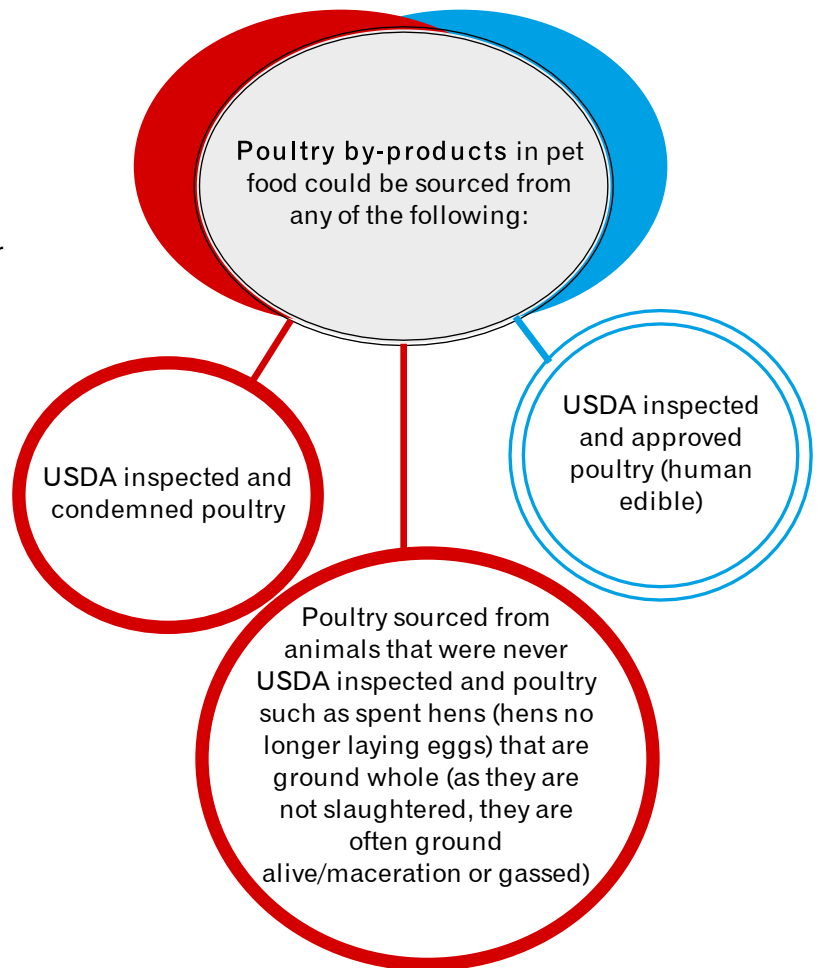 Poultry by-products in pet
food could be sourced from
any of the following:
USDA inspected and
condemned poultry
USDA inspected
and approved
poultry (human
edible)
Poultry sourced from
animals that were never
USDA inspected and poultry
such as spent hens (hens no
longer laying eggs) that are
ground whole (as they are
not slaughtered, they are
often ground
alive/maceration or gassed)